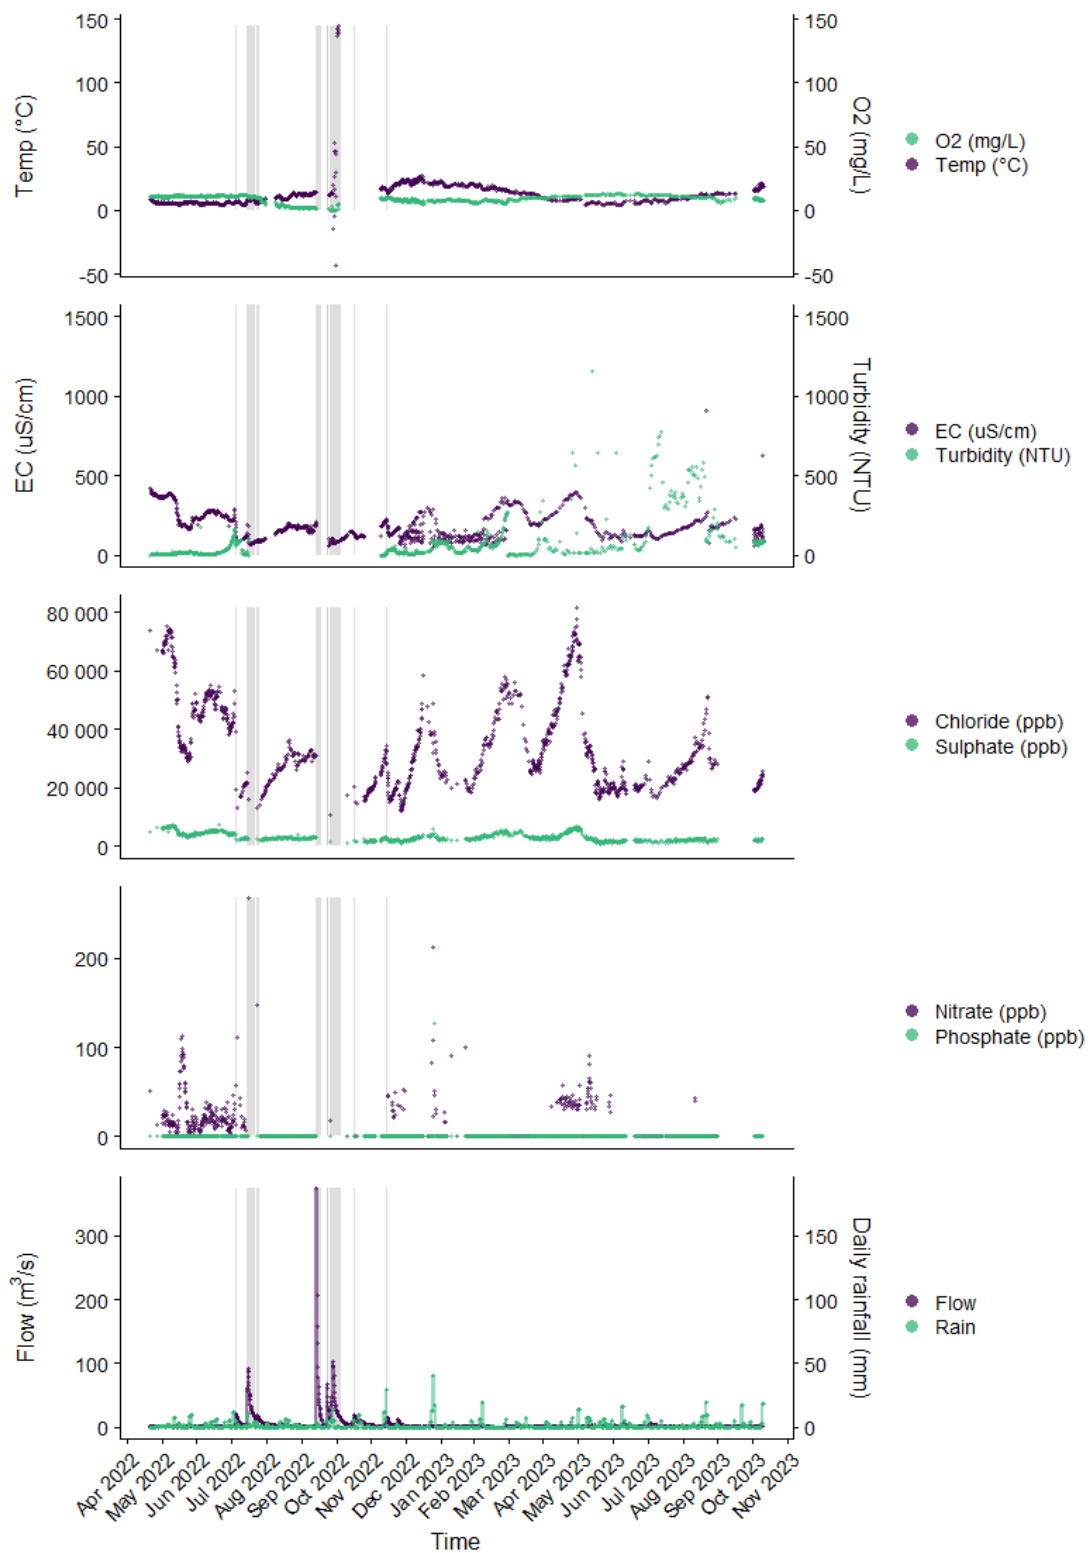 150
100
50
0
-50
Temp (°C)
150
100
50
0
-50
O2 (mg/L)
O2 (mg/L)
Temp (°C)
1500
1000
500
0
EC (uS/cm)
1500
1000
500
0
Turbidity (NTU)
EC (uS/cm)
Turbidity (NTU)
80 000
60 000
40 000
20 000
0
Chloride (ppb)
Sulphate (ppb)
200
100
0
Nitrate (ppb)
Phosphate (ppb)
300
200
100
0
Flow (m³/s)
150
100
50
0
Daily rainfall (mm)
Flow
Rain
Apr 2022
May 2022
Jun 2022
Jul 2022
Aug 2022
Sep 2022
Oct 2022
Nov 2022
Dec 2022
Jan 2023
Feb 2023
Mar 2023
Apr 2023
May 2023
Jun 2023
Jul 2023
Aug 2023
Sep 2023
Oct 2023
Nov 2023
Time